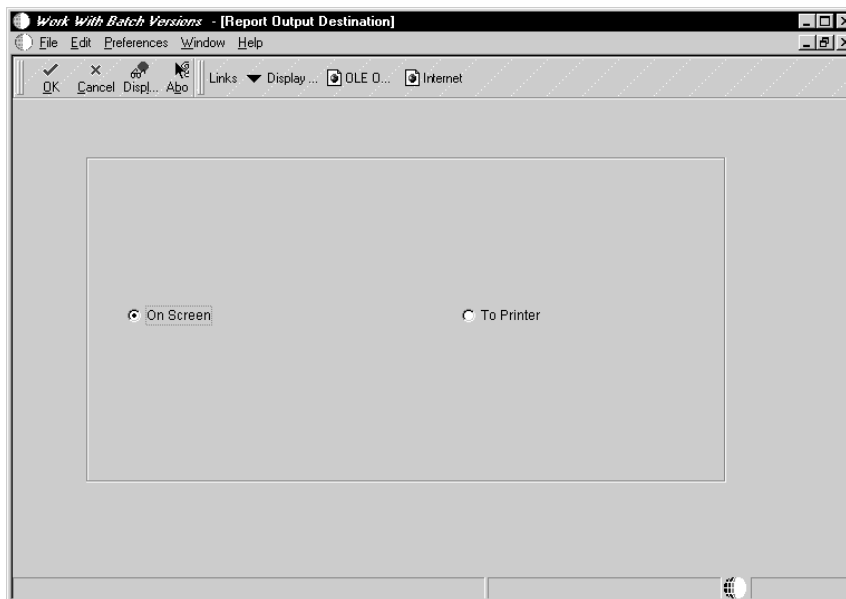 Work With Batch Versions - [Report Output Destination]
File Edit Preferences Window Help
OK Cancel Displ... Abo Links Display ... OLE O... Internet
On Screen To Printer